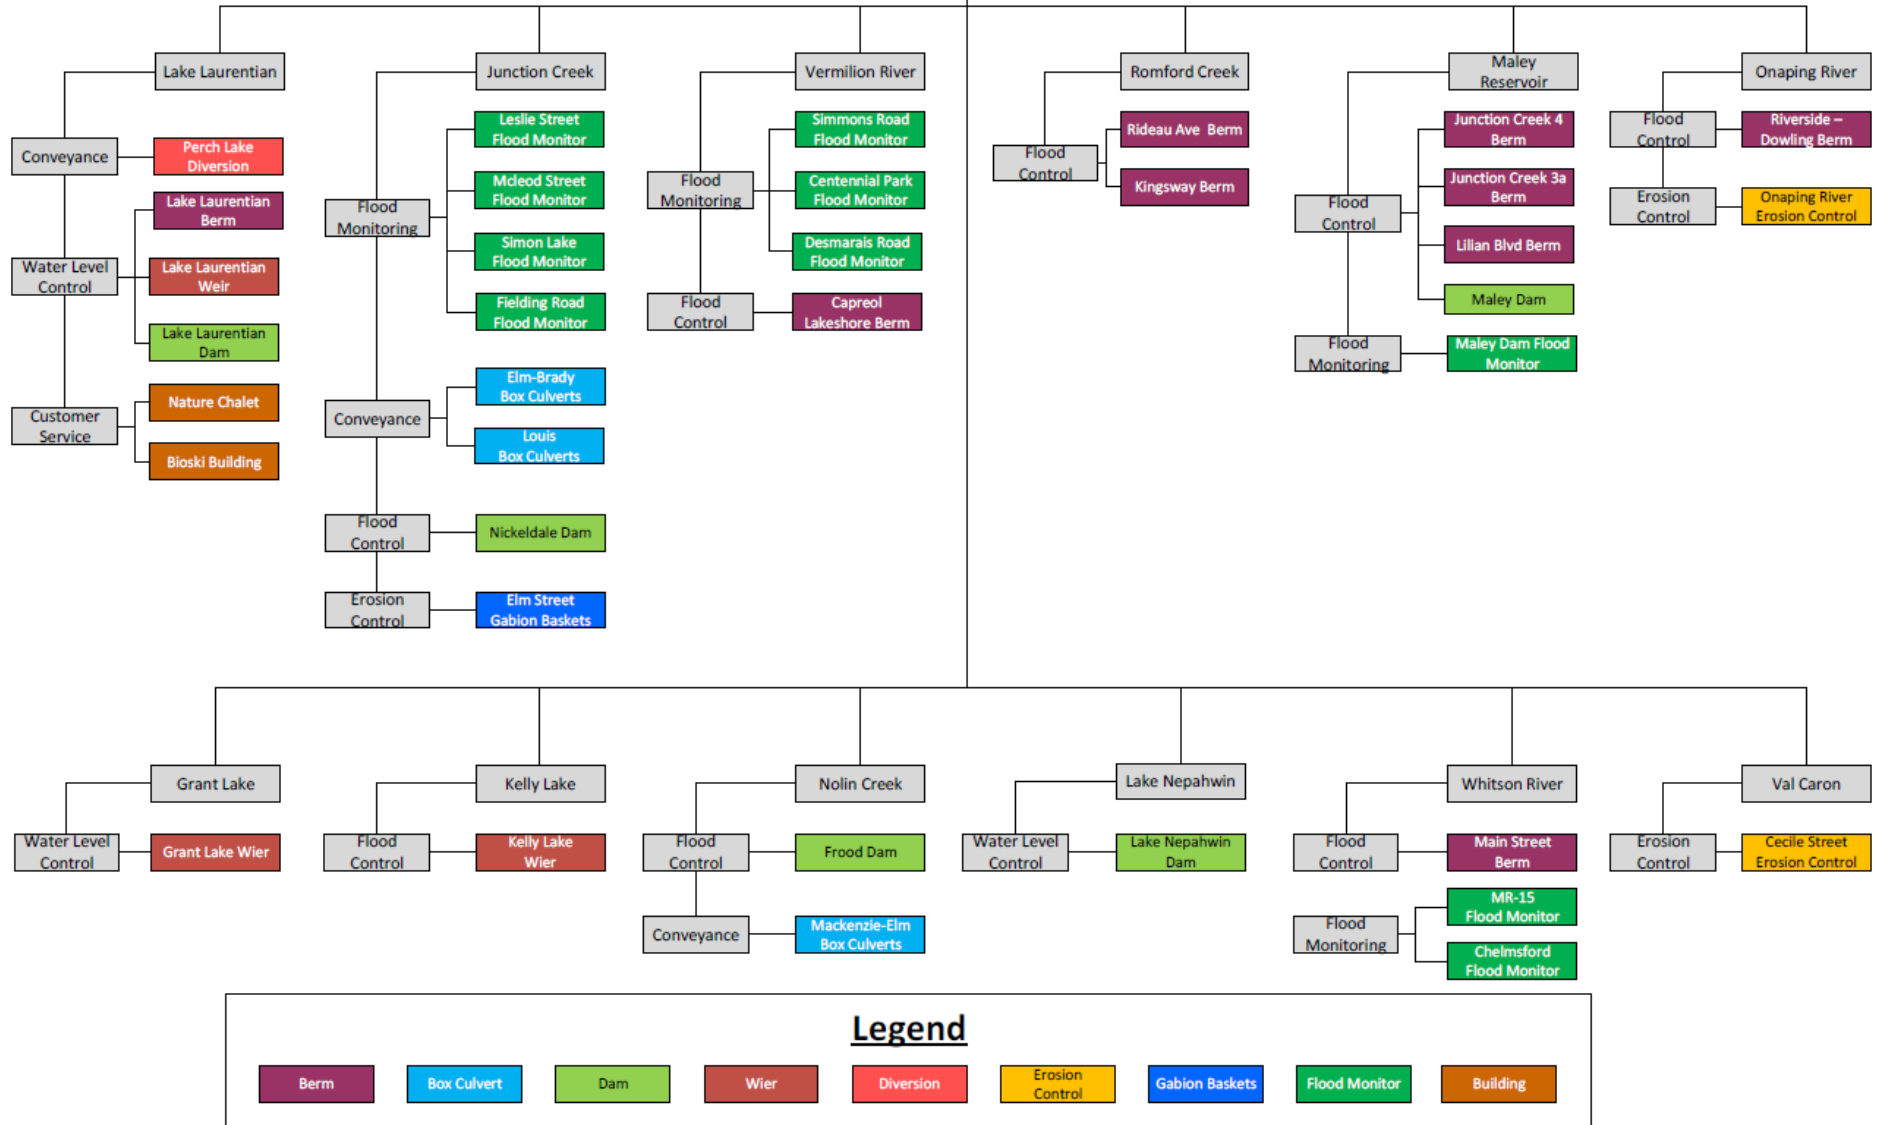 Lake Laurentian
Conveyance
Perch Lake
Diversion
Water Level
Control
Lake Laurentian
Berm
Lake Laurentian
Weir
Lake Laurentian
Dam
Customer
Service
Nature Chalet
Bioski Building
Junction Creek
Flood
Monitoring
Leslie Street
Flood Monitor
Mcleod Street
Flood Monitor
Simon Lake
Flood Monitor
Fielding Road
Flood Monitor
Conveyance
Elm-Brady
Box Culverts
Louis
Box Culverts
Flood
Control
Nickeldale Dam
Erosion
Control
Elm Street
Gabion Baskets
Vermilion River
Flood
Monitoring
Simmons Road
Flood Monitor
Centennial Park
Flood Monitor
Desmarais Road
Flood Monitor
Flood
Control
Capreol
Lakeshore Berm
Romford Creek
Flood
Control
Rideau Ave Berm
Kingsway Berm
Maley
Reservoir
Flood
Control
Junction Creek 4
Berm
Junction Creek 3a
Berm
Lilian Blvd Berm
Maley Dam
Flood
Monitoring
Maley Dam Flood
Monitor
Onaping River
Flood
Control
Riverside –
Dowling Berm
Erosion
Control
Onaping River
Erosion Control
Grant Lake
Water Level
Control
Grant Lake Wier
Kelly Lake
Flood
Control
Kelly Lake
Wier
Nolin Creek
Flood
Control
Frood Dam
Conveyance
Mackenzie-Elm
Box Culverts
Lake Nepahwin
Water Level
Control
Lake Nepahwin
Dam
Whitson River
Flood
Control
Main Street
Berm
Flood
Monitoring
MR-15
Flood Monitor
Chelmsford
Flood Monitor
Val Caron
Erosion
Control
Cecile Street
Erosion Control
Legend
Berm
Box Culvert
Dam
Wier
Diversion
Erosion
Control
Gabion Baskets
Flood Monitor
Building